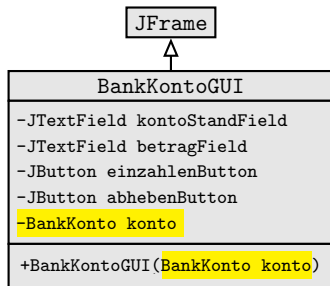 JFrame
BankKontoGUI
-JTextField kontoStandField
-JTextField betragField
-JButton einzahlenButton
-JButton abhebenButton
-BankKonto konto
+BankKontoGUI(BankKonto konto)